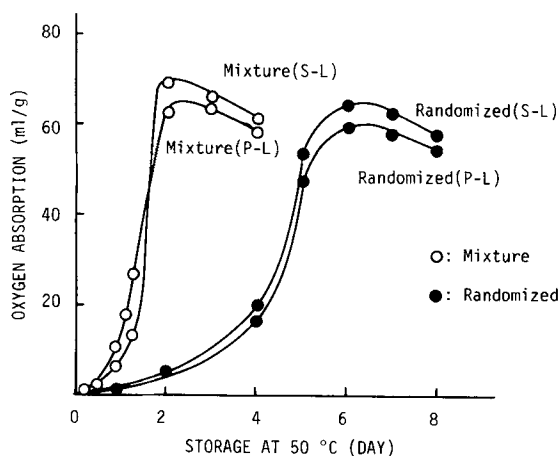 80
60
40
20
OXYGEN ABSORPTION (ml/g)
Mixture(S-L)
Mixture(P-L)
Randomized(S-L)
Randomized(P-L)
○: Mixture
●: Randomized
0 2 4 6 8
STORAGE AT 50 °C (DAY)